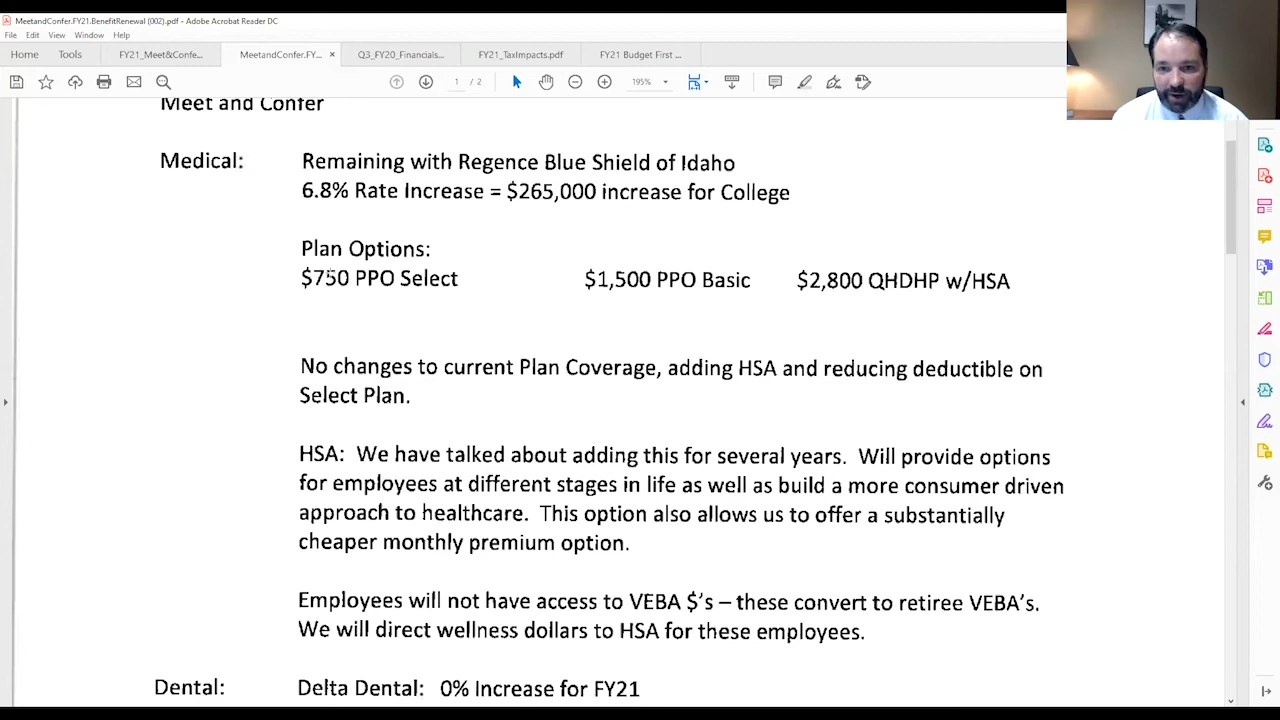 MeetandConfer.FY21.BenefitRenewal (002).pdf - Adobe Acrobat Reader DC
File Edit View Window Help
Home Tools FY21_Meet&Confe... MeetandConfer.FY... × Q3_FY20_Financials... FY21_TaxImpacts.pdf FY21 Budget First ...
1 / 2 195%
Meet and Confer
Medical: Remaining with Regence Blue Shield of Idaho
6.8% Rate Increase = $265,000 increase for College
Plan Options:
$750 PPO Select $1,500 PPO Basic $2,800 QHDHP w/HSA
No changes to current Plan Coverage, adding HSA and reducing deductible on
Select Plan.
HSA: We have talked about adding this for several years. Will provide options
for employees at different stages in life as well as build a more consumer driven
approach to healthcare. This option also allows us to offer a substantially
cheaper monthly premium option.
Employees will not have access to VEBA $'s – these convert to retiree VEBA's.
We will direct wellness dollars to HSA for these employees.
Dental: Delta Dental: 0% Increase for FY21